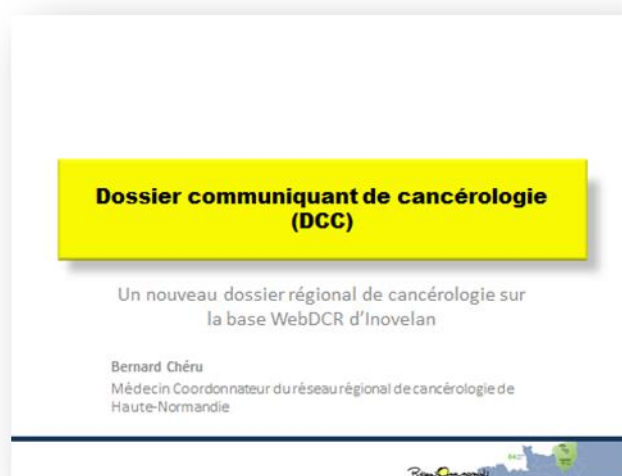 Dossier communiquant de cancérologie
(DCC)
Un nouveau dossier régional de cancérologie sur
la base WebDCR d'Inovelan
Bernard Chéru
Médecin Coordonnateur du réseau régional de cancérologie de
Haute-Normandie